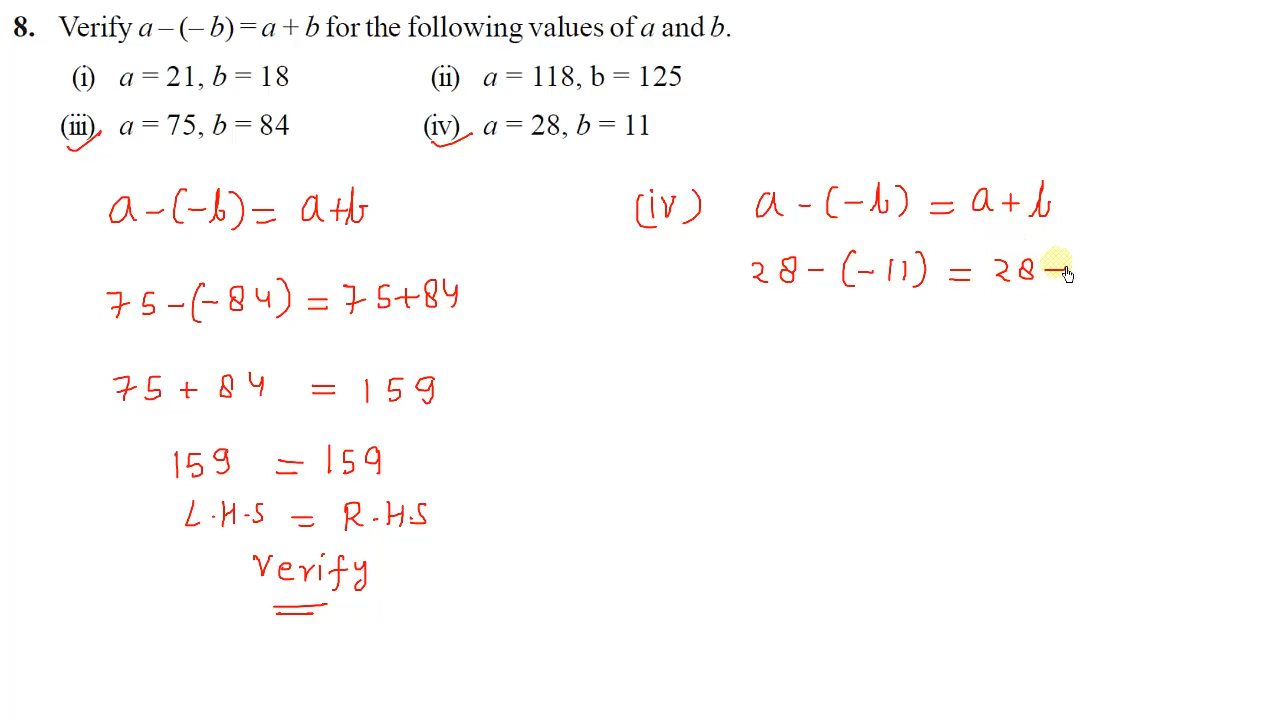 8. Verify a – (– b) = a + b for the following values of a and b.
(i) a = 21, b = 18 (ii) a = 118, b = 125
(iii) a = 75, b = 84 (iv) a = 28, b = 11
a - (-b) = a+b
75 - (-84) = 75+84
75 + 84 = 159
159 = 159
L.H.S = R.H.S
Verify
(iv) a - (-b) = a + b
28 - (-11) = 28 -